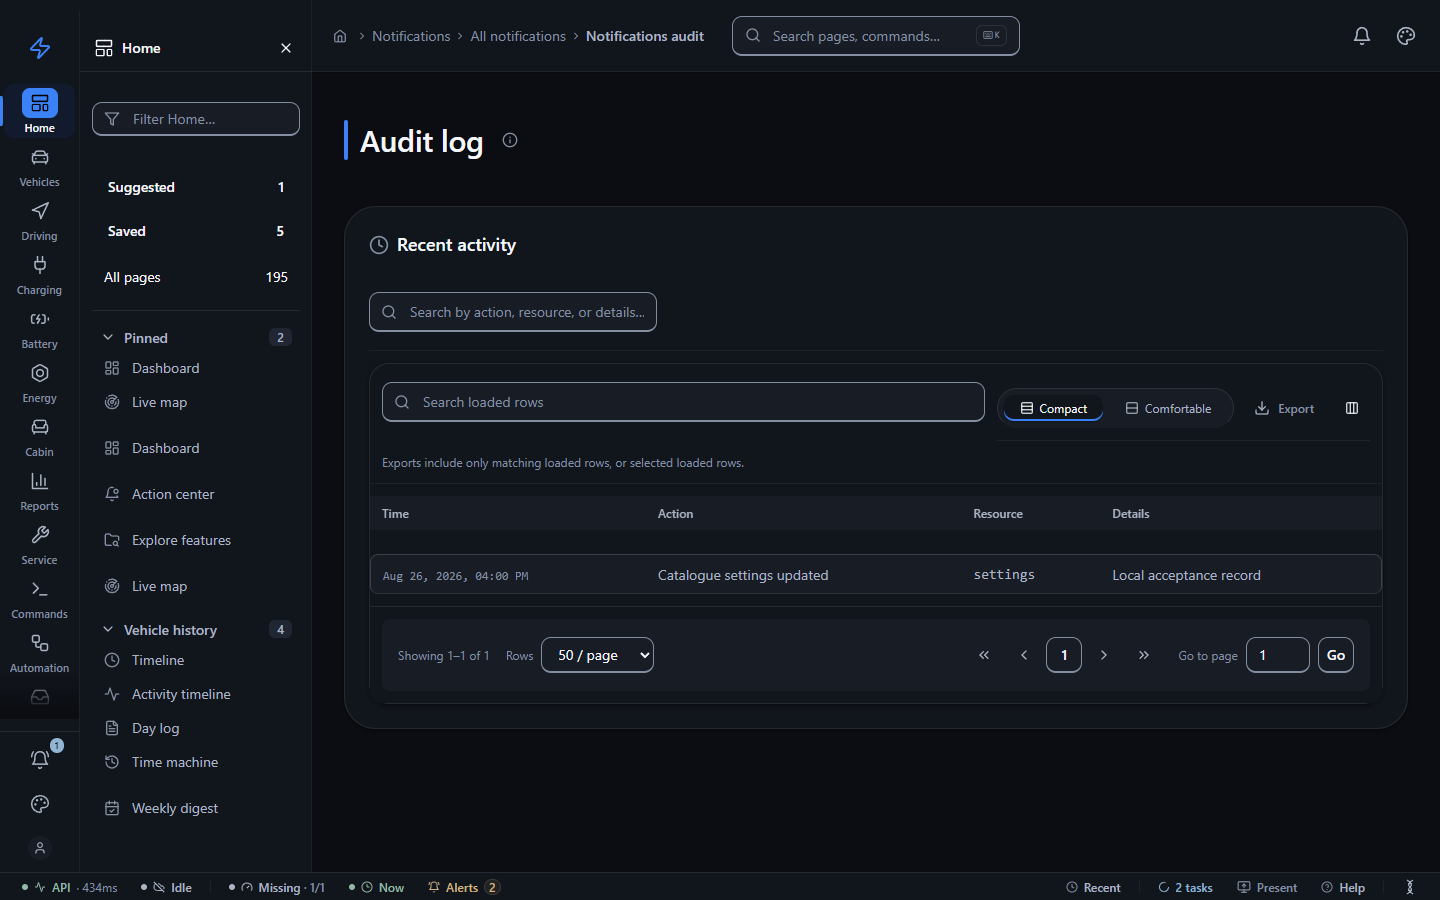 Home
Notifications
All notifications
Notifications audit
Search pages, commands...
K
Home
Vehicles
Driving
Charging
Battery
Energy
Cabin
Reports
Service
Commands
Automation
1
Filter Home...
Suggested 1
Saved 5
All pages 195
Pinned 2
Dashboard
Live map
Dashboard
Action center
Explore features
Live map
Vehicle history 4
Timeline
Activity timeline
Day log
Time machine
Weekly digest
Audit log
Recent activity
Search by action, resource, or details...
Search loaded rows
Compact
Comfortable
Export
Exports include only matching loaded rows, or selected loaded rows.
Time Action Resource Details
Aug 26, 2026, 04:00 PM Catalogue settings updated settings Local acceptance record
Showing 1–1 of 1 Rows 50 / page 1 Go to page 1 Go
API · 434ms Idle Missing · 1/1 Now Alerts 2 Recent 2 tasks Present Help